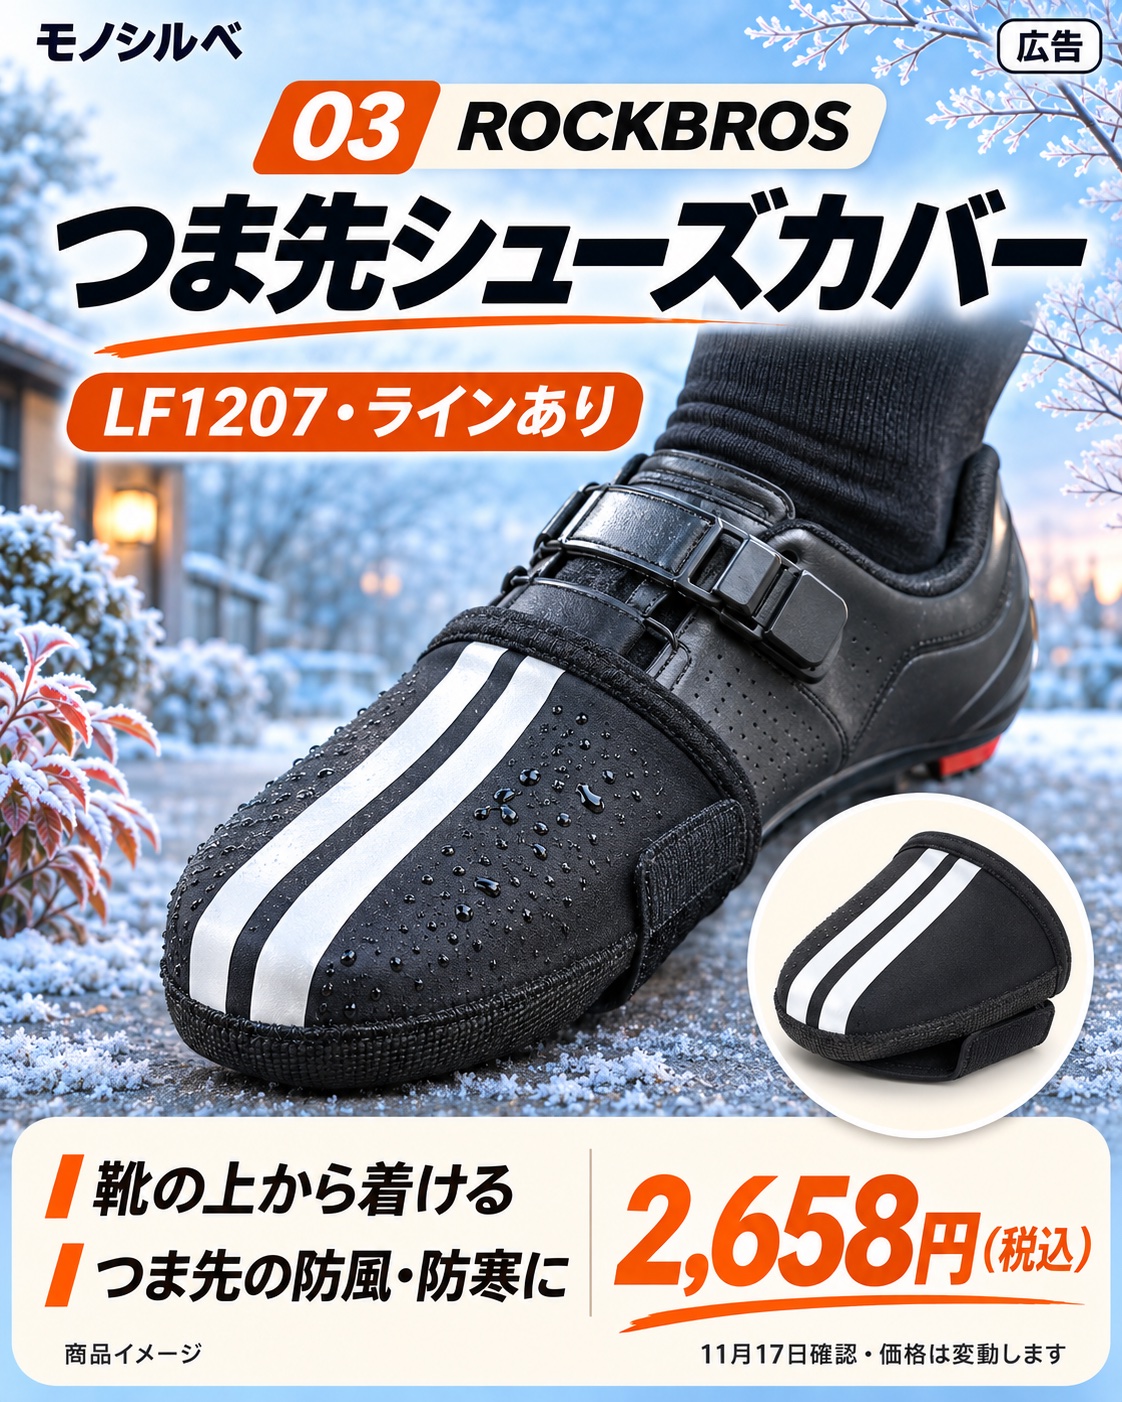 モノシルベ
広告
03 ROCKBROS
つま先シューズカバー
LF1207・ラインあり
靴の上から着ける
つま先の防風・防寒に
2,658円(税込)
商品イメージ
11月17日確認・価格は変動します